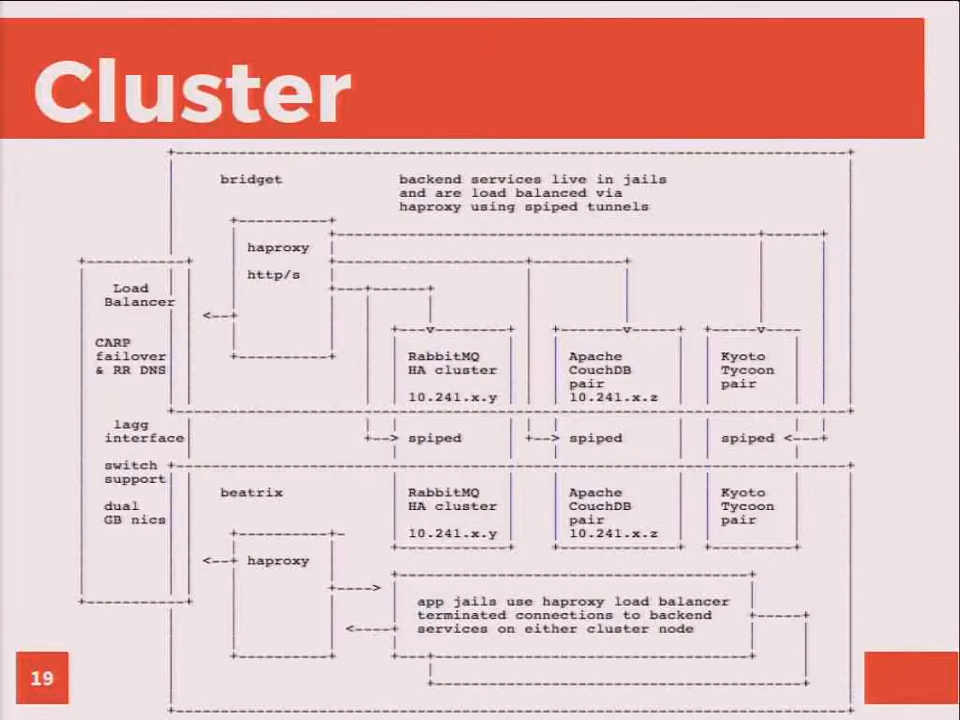 Cluster
bridget
backend services live in jails
and are load balanced via
haproxy using spiped tunnels
haproxy
http/s
Load
Balancer
CARP
failover
& RR DNS
RabbitMQ
HA cluster
10.241.x.y
Apache
CouchDB
pair
10.241.x.z
Kyoto
Tycoon
pair
lagg
interface
spiped
spiped
spiped
switch
support
dual
GB nics
beatrix
RabbitMQ
HA cluster
10.241.x.y
Apache
CouchDB
pair
10.241.x.z
Kyoto
Tycoon
pair
haproxy
app jails use haproxy load balancer
terminated connections to backend
services on either cluster node
19